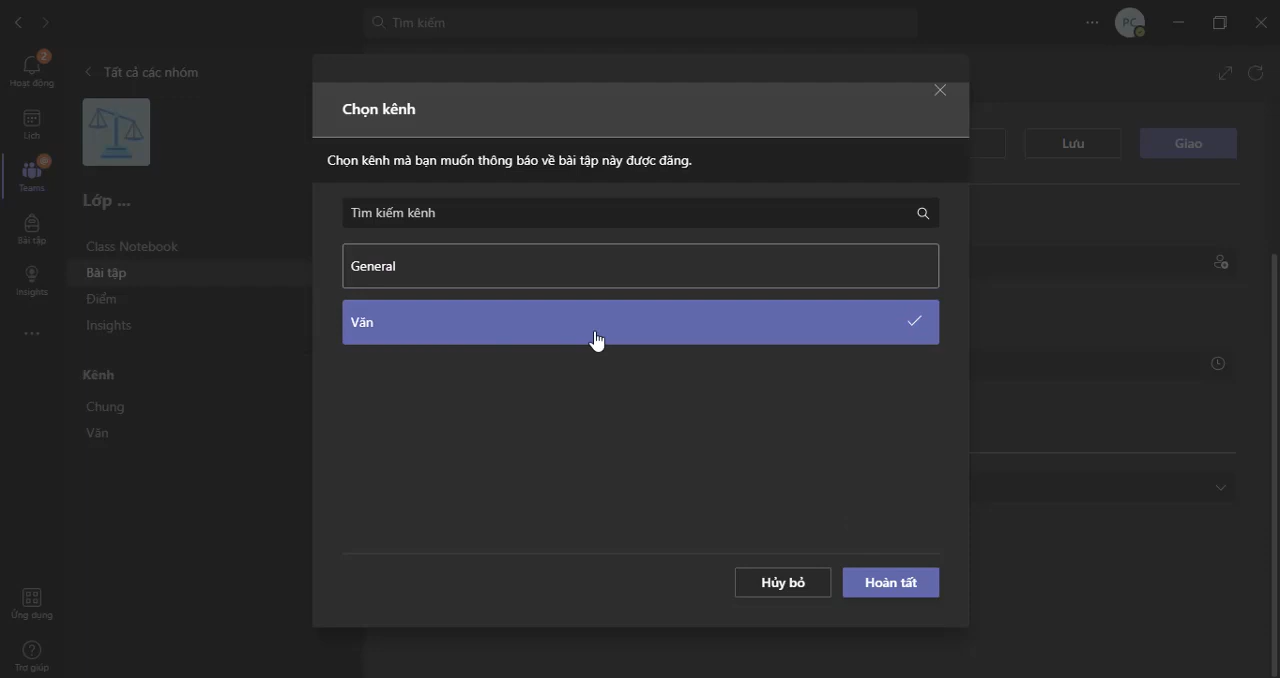 Tìm kiếm
PC
2
Hoạt động
Lịch
@
Teams
Bài tập
Insights
Ứng dụng
Trợ giúp
Tất cả các nhóm
Lớp ...
Class Notebook
Bài tập
Điểm
Insights
Kênh
Chung
Văn
Chọn kênh
Chọn kênh mà bạn muốn thông báo về bài tập này được đăng.
Tìm kiếm kênh
General
Văn
Hủy bỏ
Hoàn tất
Lưu
Giao